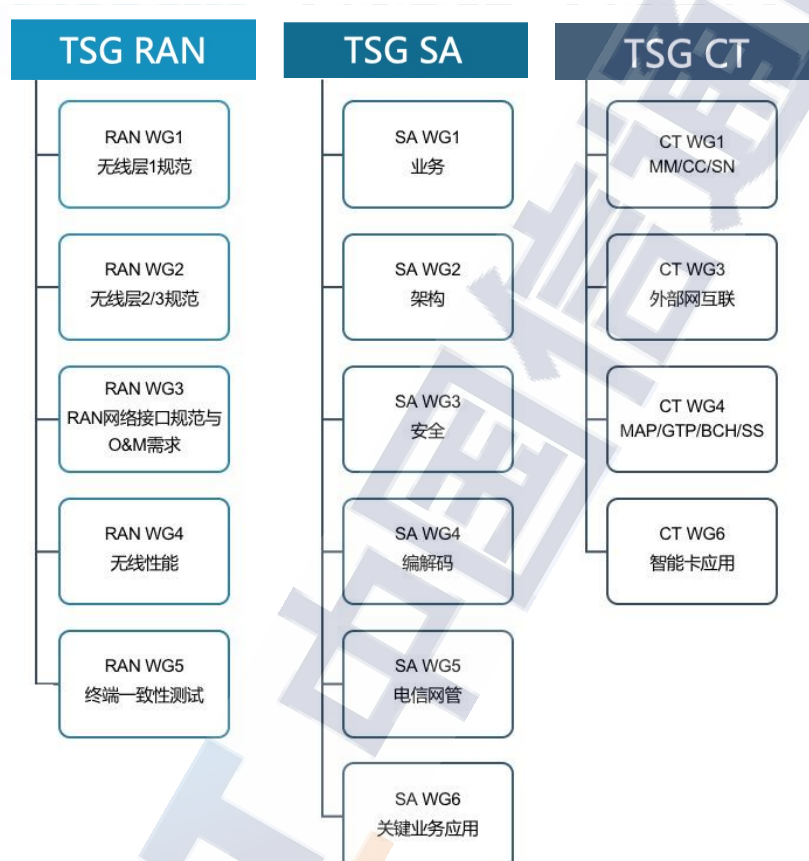 TSG RAN
RAN WG1
无线层1规范
RAN WG2
无线层2/3规范
RAN WG3
RAN网络接口规范与
O&M需求
RAN WG4
无线性能
RAN WG5
终端一致性测试
TSG SA
SA WG1
业务
SA WG2
架构
SA WG3
安全
SA WG4
编解码
SA WG5
电信网管
SA WG6
关键业务应用
TSG CT
CT WG1
MM/CC/SN
CT WG3
外部网互联
CT WG4
MAP/GTP/BCH/SS
CT WG6
智能卡应用
中国信通